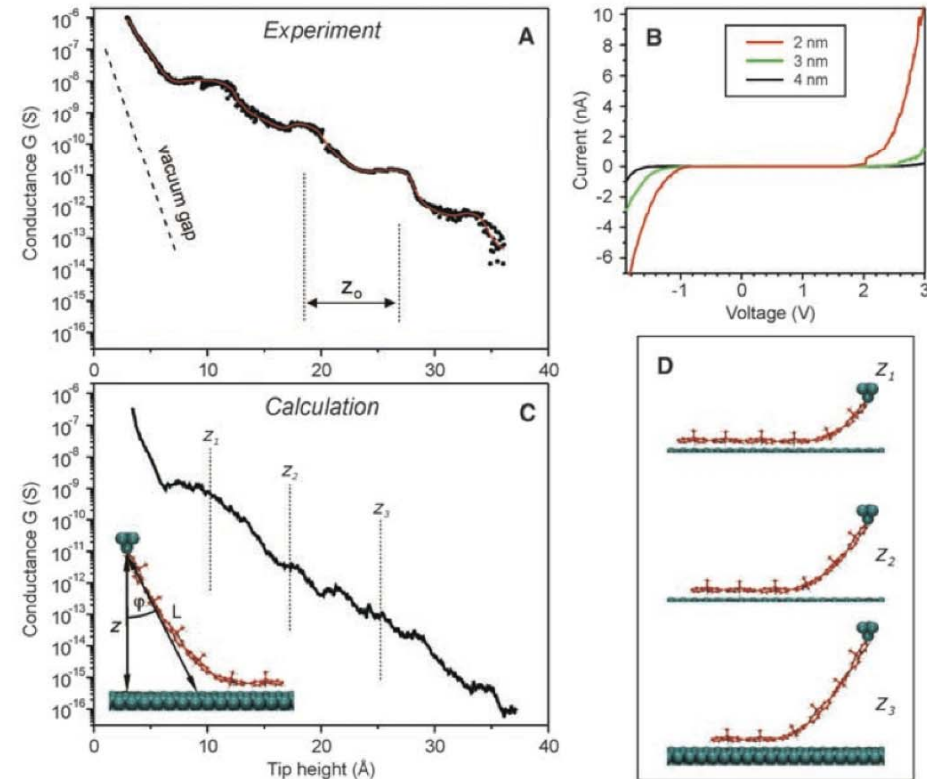 Experiment
A
Conductance G (S)
10⁻⁶
10⁻⁷
10⁻⁸
10⁻⁹
10⁻¹⁰
10⁻¹¹
10⁻¹²
10⁻¹³
10⁻¹⁴
10⁻¹⁵
10⁻¹⁶
vacuum gap
z₀
0 10 20 30 40
B
Current (nA)
10
8
6
4
2
0
-2
-4
-6
2 nm
3 nm
4 nm
-1 0 1 2 3
Voltage (V)
Calculation
C
Conductance G (S)
10⁻⁶
10⁻⁷
10⁻⁸
10⁻⁹
10⁻¹⁰
10⁻¹¹
10⁻¹²
10⁻¹³
10⁻¹⁴
10⁻¹⁵
10⁻¹⁶
z₁
z₂
z₃
φ
z
L
0 10 20 30 40
Tip height (Å)
D
z₁
z₂
z₃